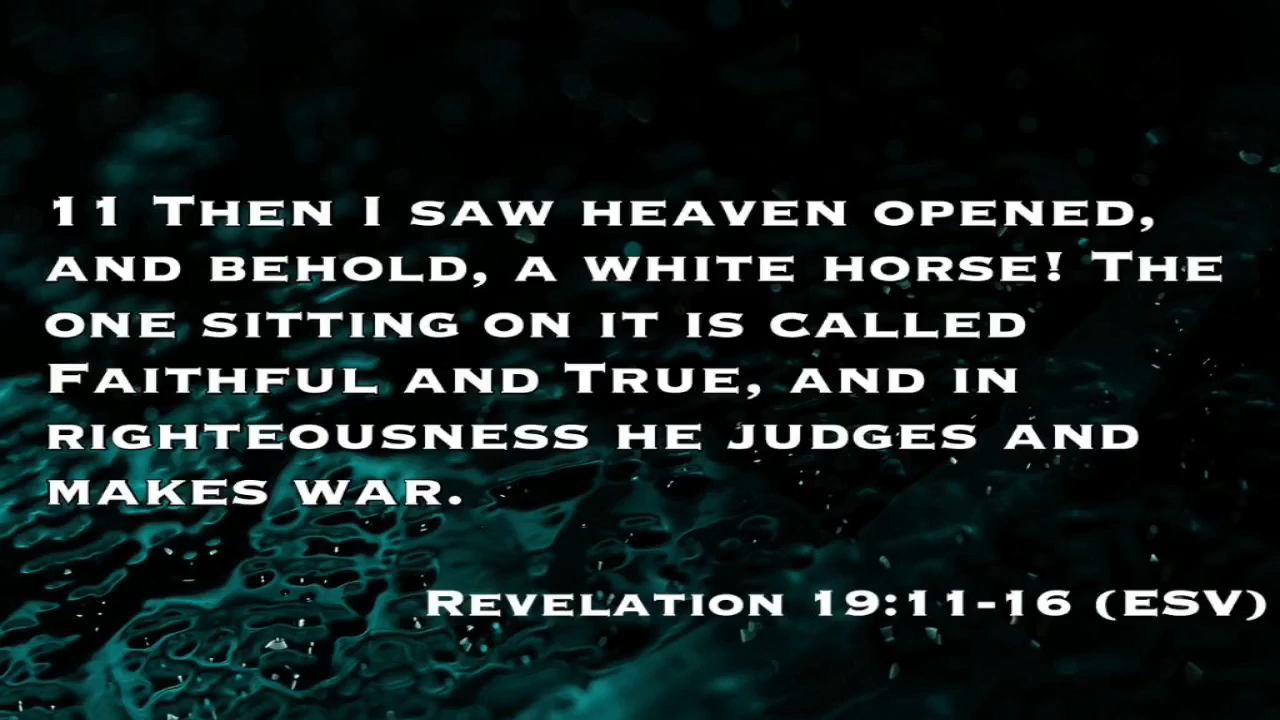 11 Then I saw heaven opened,
and behold, a white horse! The
one sitting on it is called
Faithful and True, and in
righteousness he judges and
makes war.
Revelation 19:11-16 (ESV)